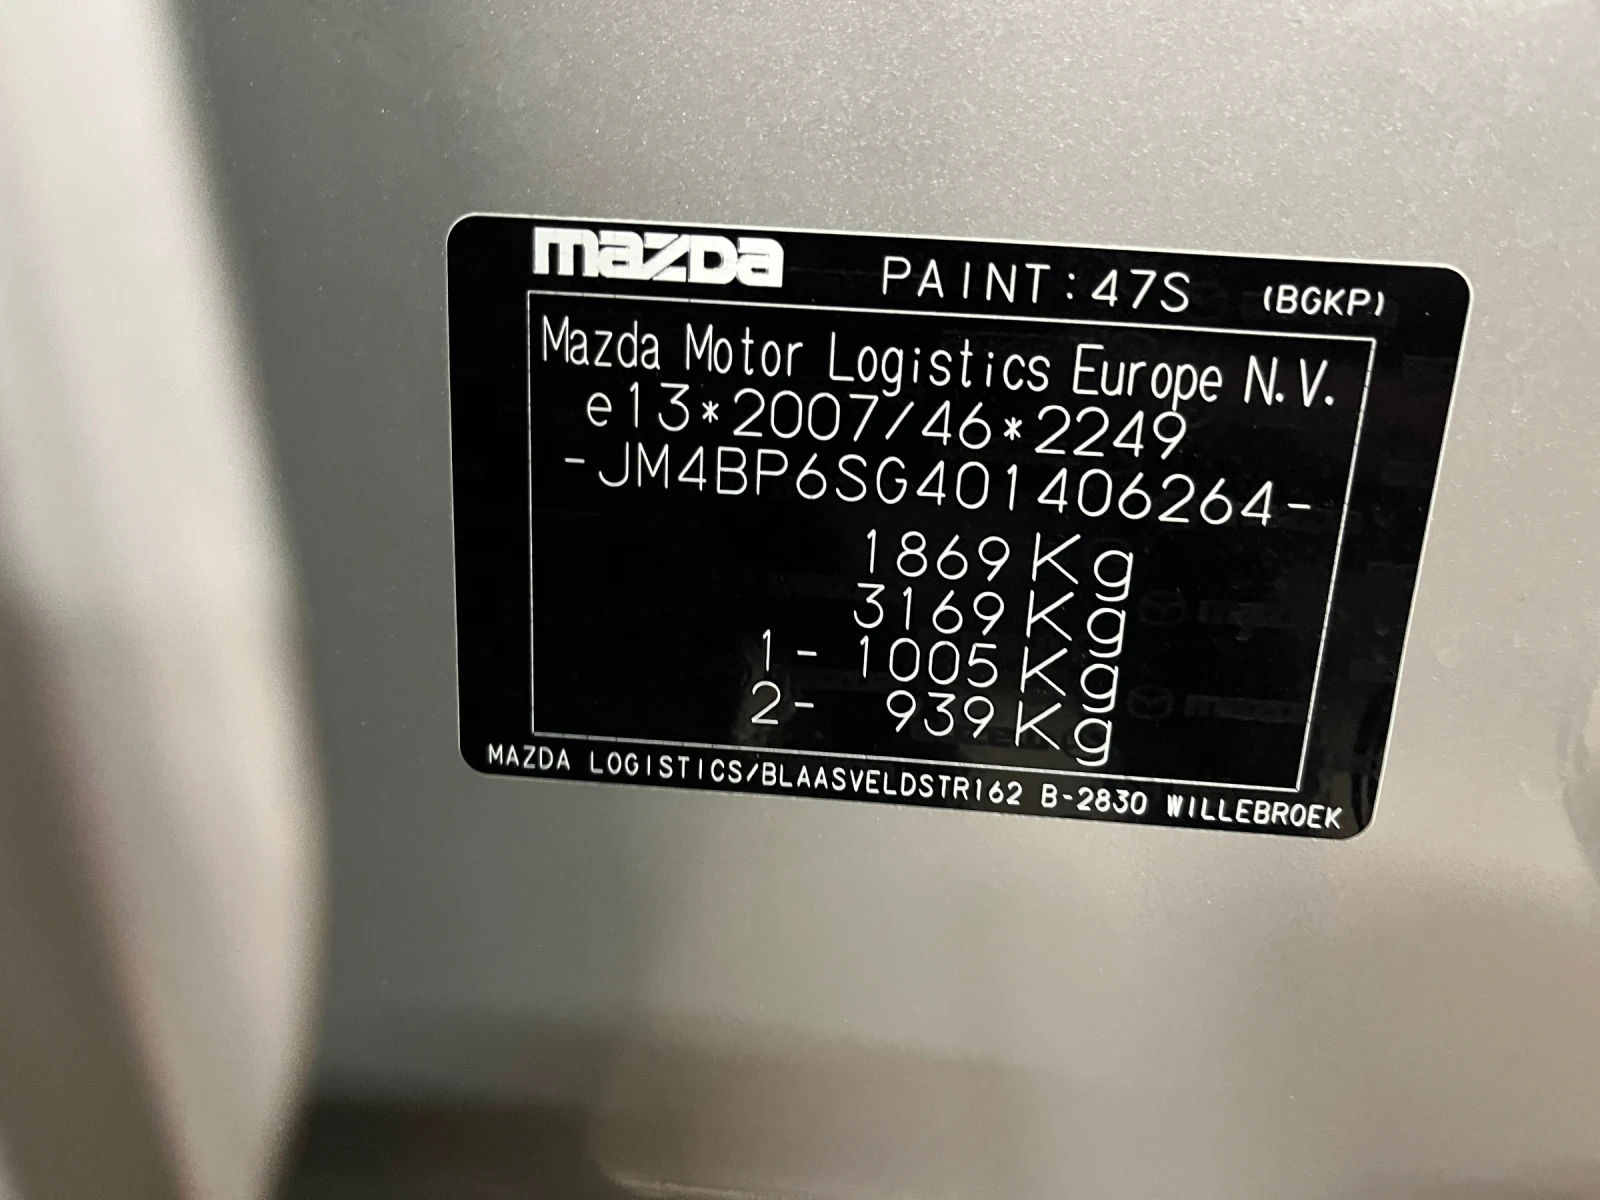 mazda PAINT:47S (BGKP)
Mazda Motor Logistics Europe N.V.
e13*2007/46*2249
-JM4BP6SG401406264-
1869Kg
3169Kg
1- 1005Kg
2- 939Kg
MAZDA LOGISTICS/BLAASVELDSTR162 B-2830 WILLEBROEK